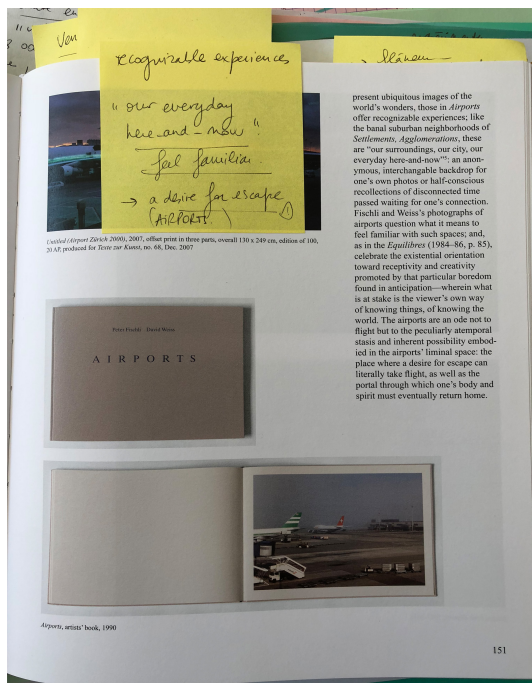 Ven
recognizable experiences
"our everyday
here-and-now".
feel familiar.
→ a desire for escape
(AIRPORTS.)
!
Untitled (Airport Zürich 2000), 2007, offset print in three parts, overall 130 x 249 cm, edition of 100,
20 AP, produced for Texte zur Kunst, no. 68, Dec. 2007
present ubiquitous images of the
world's wonders, those in Airports
offer recognizable experiences; like
the banal suburban neighborhoods of
Settlements, Agglomerations, these
are "our surroundings, our city, our
everyday here-and-now"⁵: an anon-
ymous, interchangeable backdrop for
one's own photos or half-conscious
recollections of disconnected time
passed waiting for one's connection.
Fischli and Weiss's photographs of
airports question what it means to
feel familiar with such spaces; and,
as in the Equilibres (1984–86, p. 85),
celebrate the existential orientation
toward receptivity and creativity
promoted by that particular boredom
found in anticipation—wherein what
is at stake is the viewer's own way
of knowing things, of knowing the
world. The airports are an ode not to
flight but to the peculiarly atemporal
stasis and inherent possibility embod-
ied in the airports' liminal space: the
place where a desire for escape can
literally take flight, as well as the
portal through which one's body and
spirit must eventually return home.
Peter Fischli David Weiss
AIRPORTS
Airports, artists' book, 1990
151